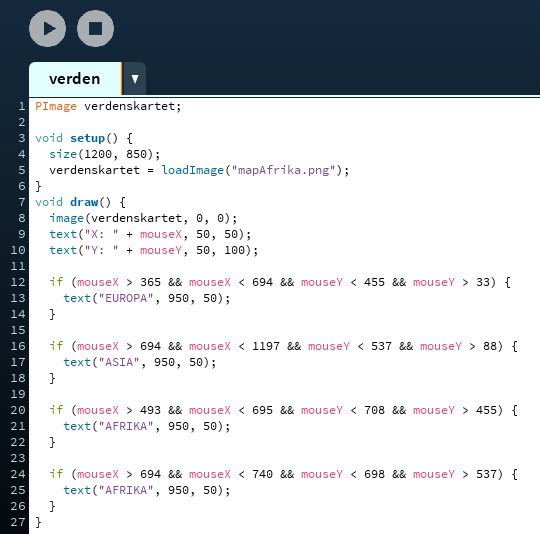 verden
1 PImage verdenskartet;
2
3 void setup() {
4   size(1200, 850);
5   verdenskartet = loadImage("mapAfrika.png");
6 }
7 void draw() {
8   image(verdenskartet, 0, 0);
9   text("X: " + mouseX, 50, 50);
10   text("Y: " + mouseY, 50, 100);
11
12   if (mouseX > 365 && mouseX < 694 && mouseY < 455 && mouseY > 33) {
13     text("EUROPA", 950, 50);
14   }
15
16   if (mouseX > 694 && mouseX < 1197 && mouseY < 537 && mouseY > 88) {
17     text("ASIA", 950, 50);
18   }
19
20   if (mouseX > 493 && mouseX < 695 && mouseY < 708 && mouseY > 455) {
21     text("AFRIKA", 950, 50);
22   }
23
24   if (mouseX > 694 && mouseX < 740 && mouseY < 698 && mouseY > 537) {
25     text("AFRIKA", 950, 50);
26   }
27 }